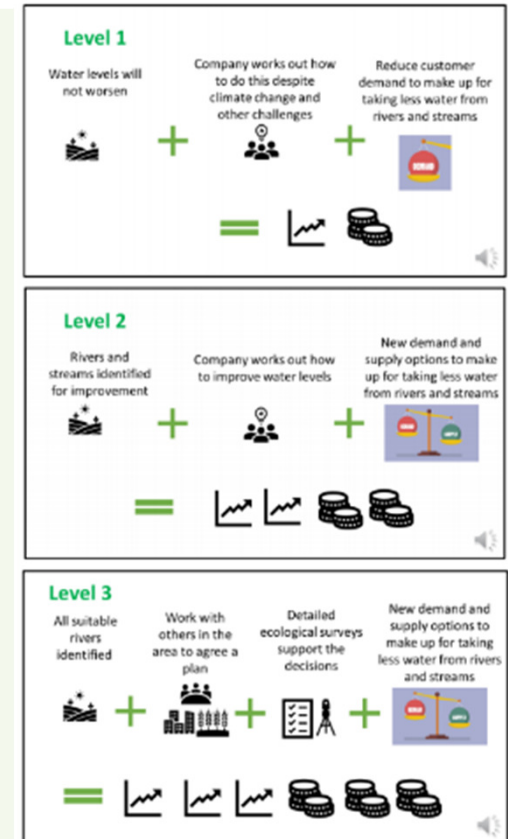 Level 1
Water levels will
not worsen
Company works out how
to do this despite
climate change and
other challenges
Reduce customer
demand to make up for
taking less water from
rivers and streams
Level 2
Rivers and
streams identified
for improvement
Company works out how
to improve water levels
New demand and
supply options to make
up for taking less water
from rivers and streams
Level 3
All suitable
rivers
identified
Work with
others in the
area to agree a
plan
Detailed
ecological surveys
support the
decisions
New demand and
supply options to
make up for taking
less water from rivers
and streams